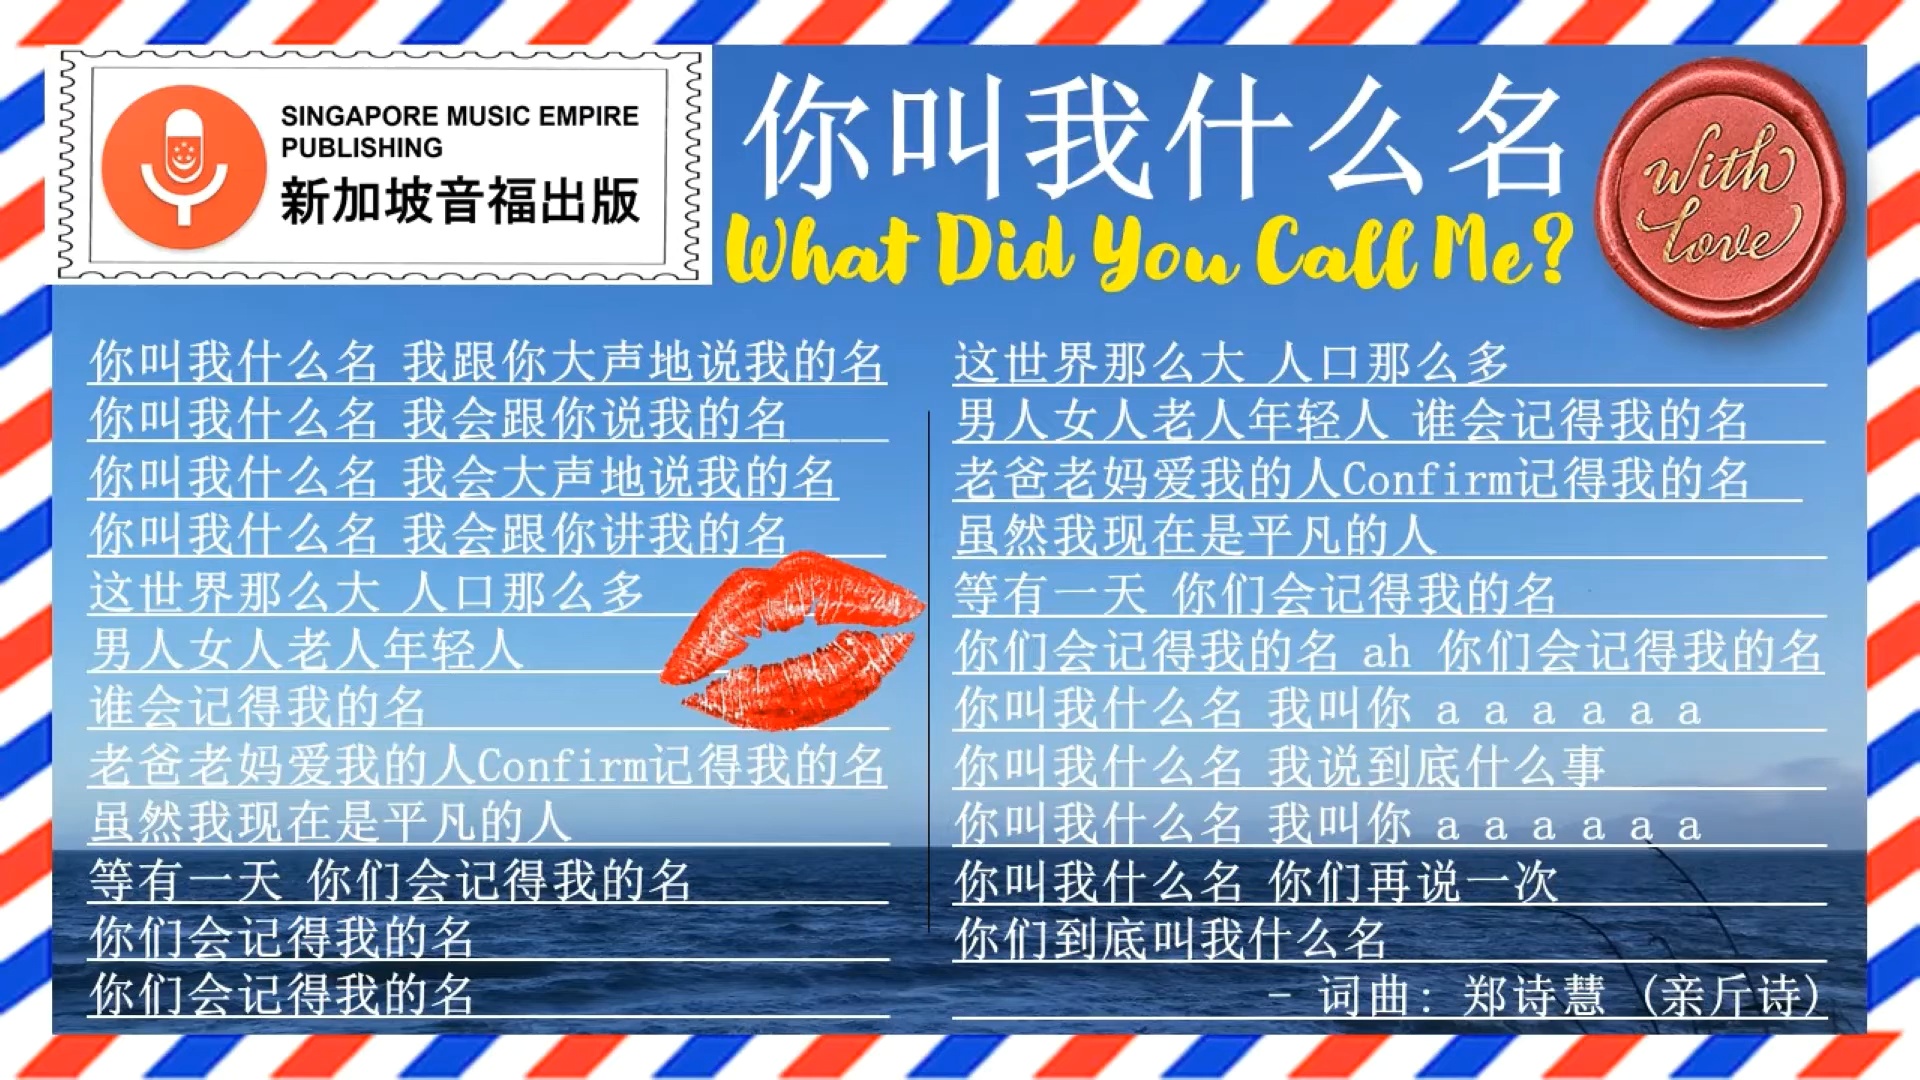 SINGAPORE MUSIC EMPIRE
PUBLISHING
新加坡音福出版
你叫我什么名
What Did You Call Me?
With
Love
你叫我什么名 我跟你大声地说我的名
你叫我什么名 我会跟你说我的名
你叫我什么名 我会大声地说我的名
你叫我什么名 我会跟你讲我的名
这世界那么大 人口那么多
男人女人老人年轻人
谁会记得我的名
老爸老妈爱我的人Confirm记得我的名
虽然我现在是平凡的人
等有一天 你们会记得我的名
你们会记得我的名
你们会记得我的名
这世界那么大 人口那么多
男人女人老人年轻人 谁会记得我的名
老爸老妈爱我的人Confirm记得我的名
虽然我现在是平凡的人
等有一天 你们会记得我的名
你们会记得我的名 ah 你们会记得我的名
你叫我什么名 我叫你 a a a a a a
你叫我什么名 我说到底什么事
你叫我什么名 我叫你 a a a a a a
你叫我什么名 你们再说一次
你们到底叫我什么名
- 词曲: 郑诗慧 (亲斤诗)